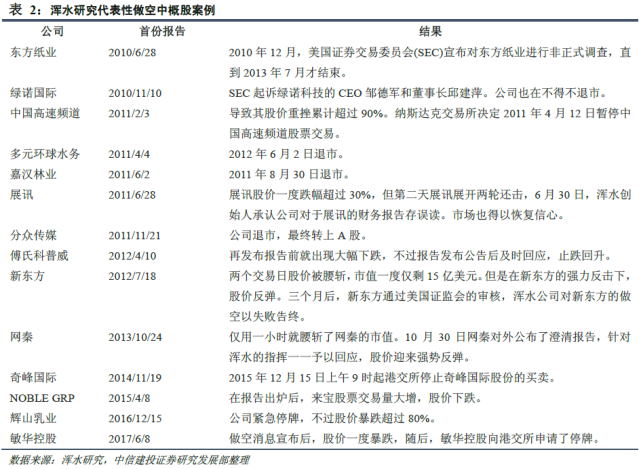 表 2：浑水研究代表性做空中概股案例
公司 首份报告 结果
东方纸业 2010/6/28 2010 年 12 月，美国证券交易委员会(SEC)宣布对东方纸业进行非正式调查，直
到 2013 年 7 月才结束。
绿诺国际 2010/11/10 SEC 起诉绿诺科技的 CEO 邹德军和董事长邱建萍。公司也在不得不退市。
中国高速频道 2011/2/3 导致其股价重挫累计超过 90%。纳斯达克交易所决定 2011 年 4 月 12 日暂停中
国高速频道股票交易。
多元环球水务 2011/4/4 2012 年 6 月 2 日退市。
嘉汉林业 2011/6/2 2011 年 8 月 30 日退市。
展讯 2011/6/28 展讯股价一度跌幅超过 30%，但第二天展讯展开两轮还击，6 月 30 日，浑水创
始人承认公司对于展讯的财务报告存误读。市场也得以恢复信心。
分众传媒 2011/11/21 公司退市，最终转上 A 股。
傅氏科普威 2012/4/10 再发布报告前就出现大幅下跌，不过报告发布公告后及时回应，止跌回升。
新东方 2012/7/18 两个交易日股价被腰斩，市值一度仅剩 15 亿美元。但是在新东方的强力反击下，
股价反弹。三个月后，新东方通过美国证监会的审核，浑水公司对新东方的做
空以失败告终。
网秦 2013/10/24 仅用一小时就腰斩了网秦的市值。10 月 30 日网秦对外公布了澄清报告，针对
浑水的指挥一一予以回应，股价迎来强势反弹。
奇峰国际 2014/11/19 2015 年 12 月 15 日上午 9 时起港交所停止奇峰国际股份的买卖。
NOBLE GRP 2015/4/8 在报告出炉后，来宝股票交易量大增，股价下跌。
辉山乳业 2016/12/15 公司紧急停牌，不过股价暴跌超过 80%。
敏华控股 2017/6/8 做空消息宣布后，股价一度暴跌，随后，敏华控股向港交所申请了停牌。
数据来源：浑水研究，中信建投证券研究发展部整理